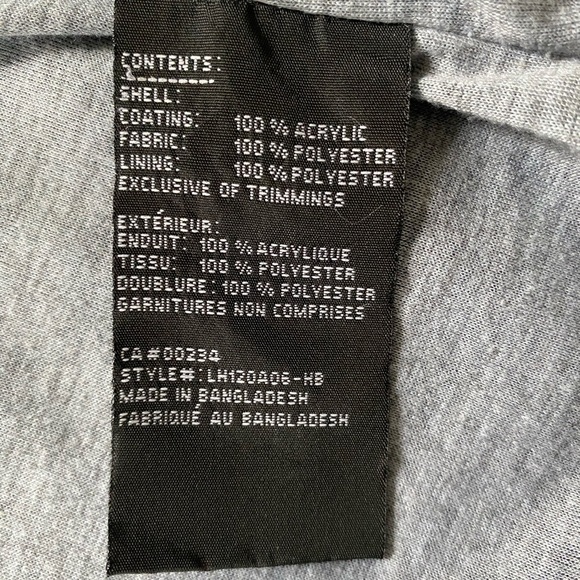 CONTENTS:
SHELL:
COATING: 100 % ACRYLIC
FABRIC: 100 % POLYESTER
LINING: 100 % POLYESTER
EXCLUSIVE OF TRIMMINGS
EXTÉRIEUR:
ENDUIT: 100 % ACRYLIQUE
TISSU: 100 % POLYESTER
DOUBLURE: 100 % POLYESTER
GARNITURES NON COMPRISES
CA#00234
STYLE#: LH120A06-HB
MADE IN BANGLADESH
FABRIQUÉ AU BANGLADESH